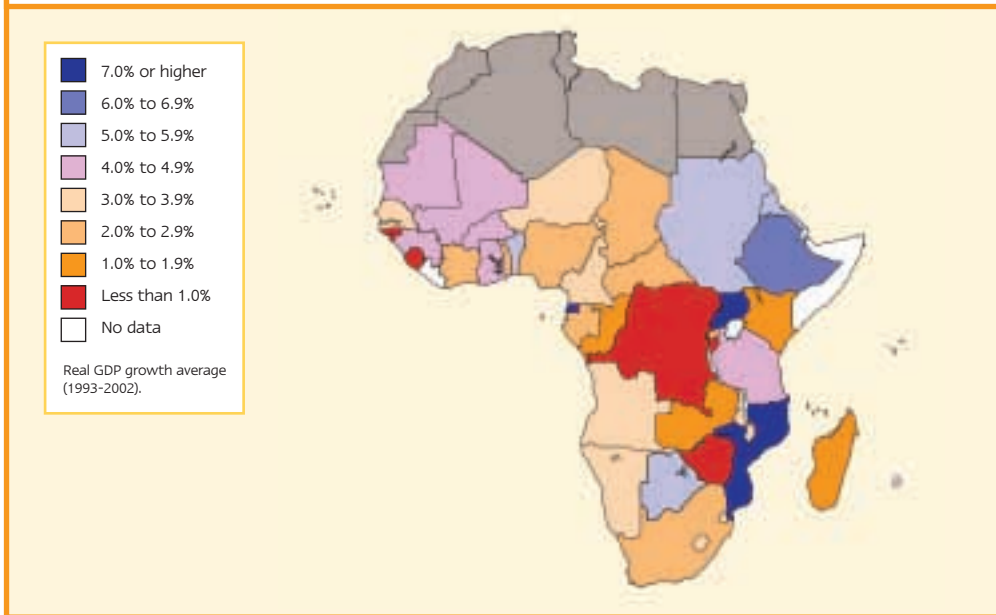 7.0% or higher
6.0% to 6.9%
5.0% to 5.9%
4.0% to 4.9%
3.0% to 3.9%
2.0% to 2.9%
1.0% to 1.9%
Less than 1.0%
No data
Real GDP growth average
(1993-2002).